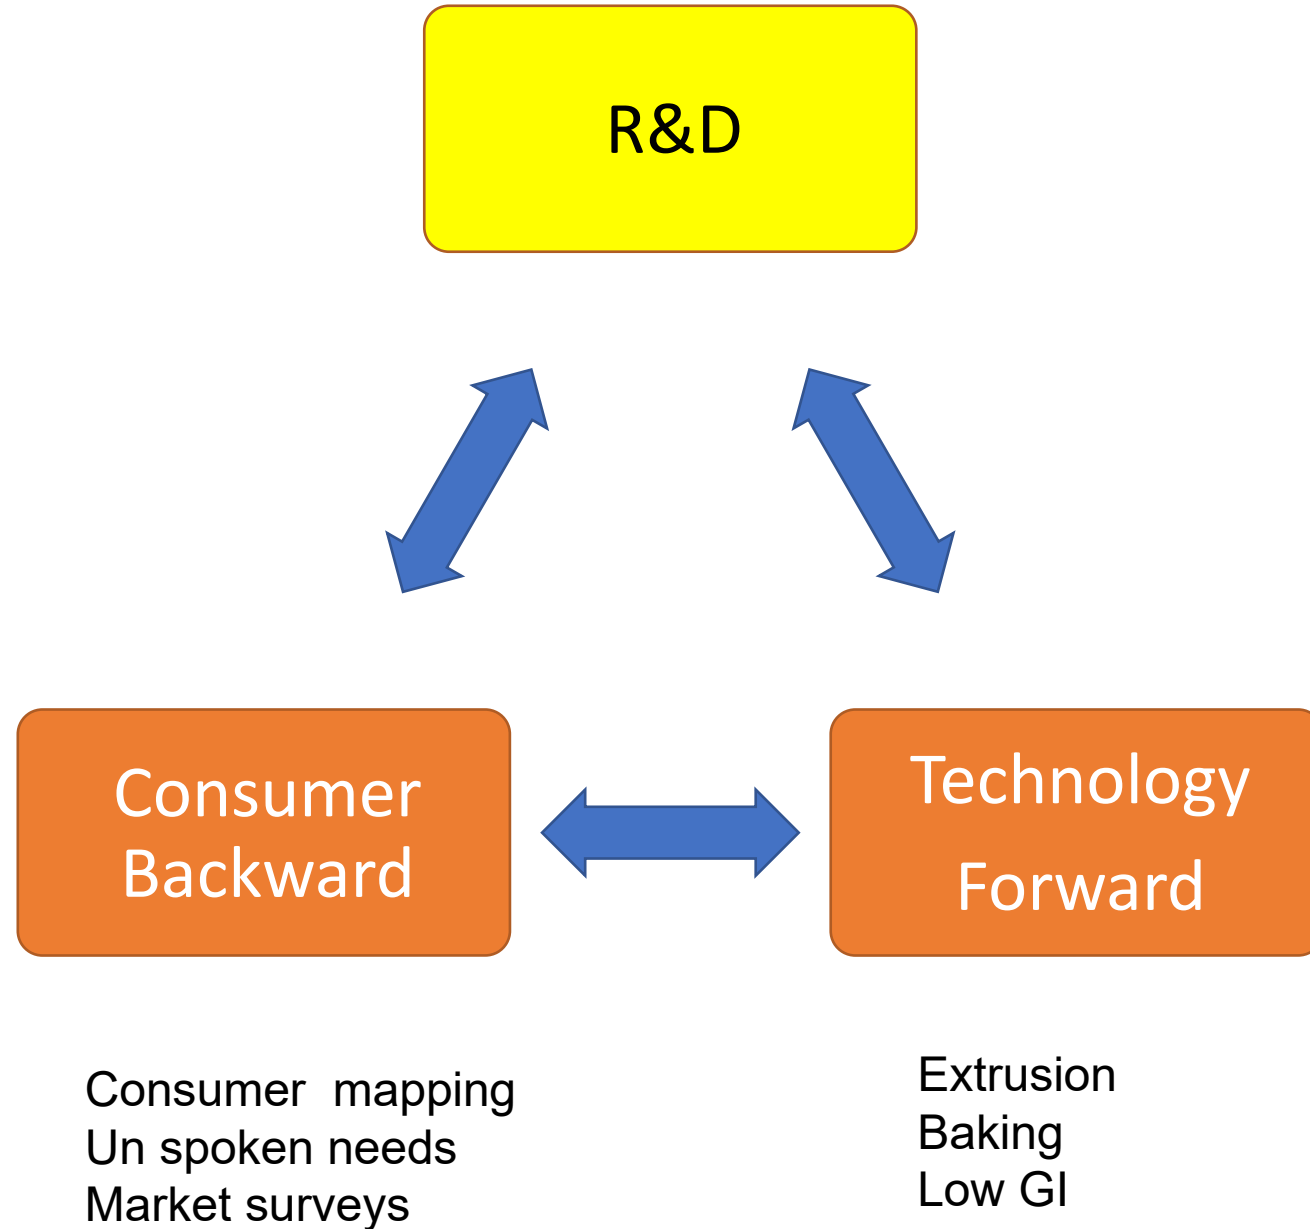 R&D
Consumer
Backward
Technology
Forward
Consumer  mapping
Un spoken needs
Market surveys
Extrusion
Baking
Low GI